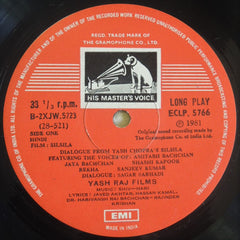 REGD. TRADE MARK OF
THE GRAMOPHONE CO. LTD.
HIS MASTER'S VOICE
33 1/3 r.p.m.
LONG PLAY
B-2XJW.5723
ECLP. 5766
(2S-521)
℗ 1981
SIDE ONE
HINDI
Original sound recording made by
The Gramophone Co. of India Ltd.
FILM: SILSILA
DIALOGUE FROM YASH CHOPRA'S SILSILA
FEATURING THE VOICES OF: AMITABH BACHCHAN
JAYA BACHCHAN SHASHI KAPOOR
REKHA SANJEEV KUMAR
DIALOGUE: SAGAR SARHADI
YASH RAJ FILMS
MUSIC: SHIV-HARI
LYRICS: JAVED AKHTAR, HASSAN KAMAL,
DR. HARIVANSH RAI BACHCHAN RAJINDER
KRISHAN
EMI
MADE IN INDIA